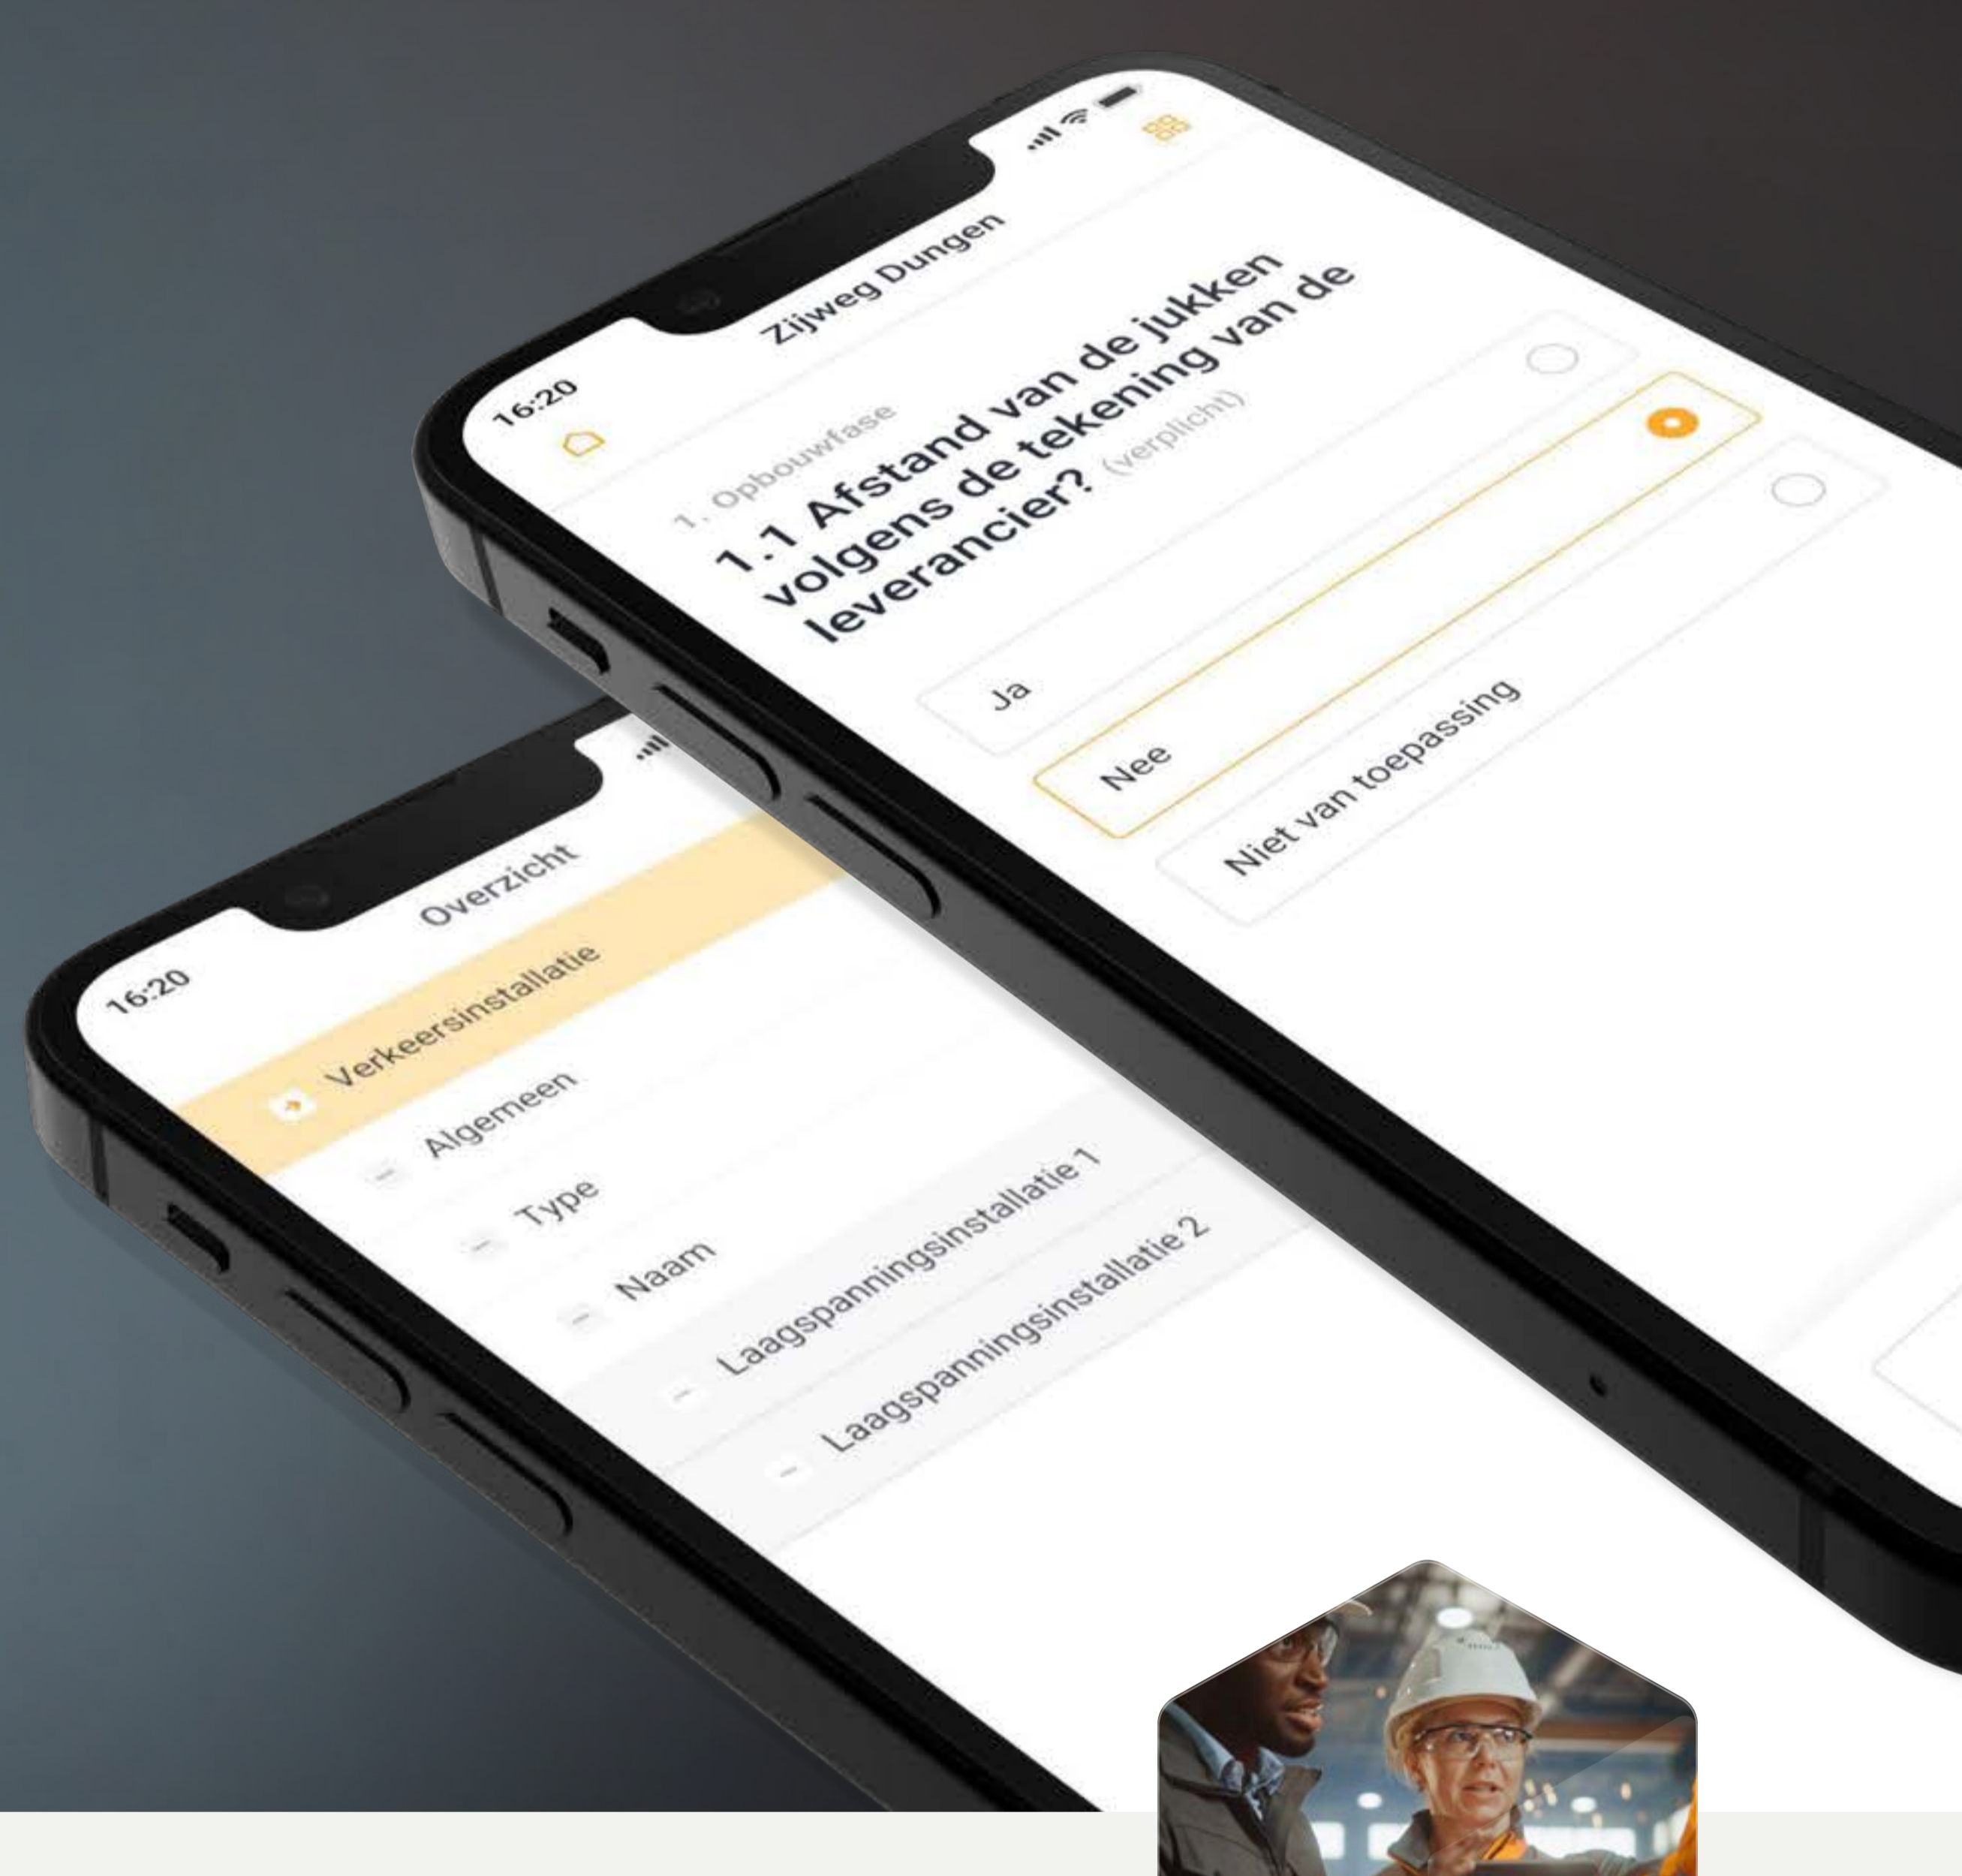 16:20
Zijweg Dungen
1. Opbouwfase
1.1 Afstand van de jukken
volgens de tekening van de
leverancier? (verplicht)
Ja
Nee
Niet van toepassing
16:20
Overzicht
Verkeersinstallatie
Algemeen
Type
Naam
Laagspanningsinstallatie 1
Laagspanningsinstallatie 2